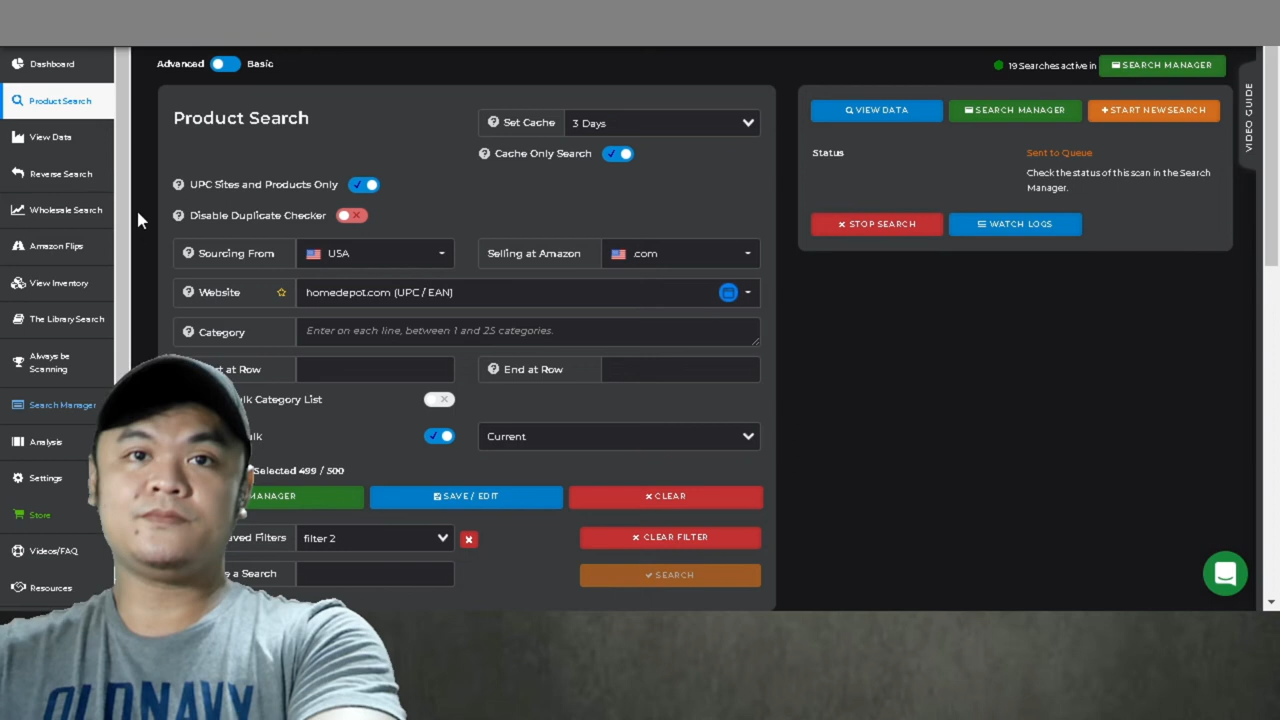 Dashboard
Product Search
View Data
Reverse Search
Wholesale Search
Amazon Flips
View Inventory
The Library Search
Always be
Scanning
Search Manager
Analysis
Settings
Store
Videos/FAQ
Resources
Advanced Basic
19 Searches active in SEARCH MANAGER
Product Search
Set Cache 3 Days
Cache Only Search
UPC Sites and Products Only
Disable Duplicate Checker
Sourcing From USA Selling at Amazon .com
Website homedepot.com (UPC / EAN)
Category Enter on each line, between 1 and 25 categories.
at Row End at Row
Category List
Current
Selected 499 / 500
MANAGER SAVE / EDIT CLEAR
Filters filter 2 CLEAR FILTER
a Search SEARCH
VIEW DATA SEARCH MANAGER START NEW SEARCH
Status Sent to Queue
Check the status of this scan in the Search
Manager.
STOP SEARCH WATCH LOGS
VIDEO GUIDE
OLD NAVY